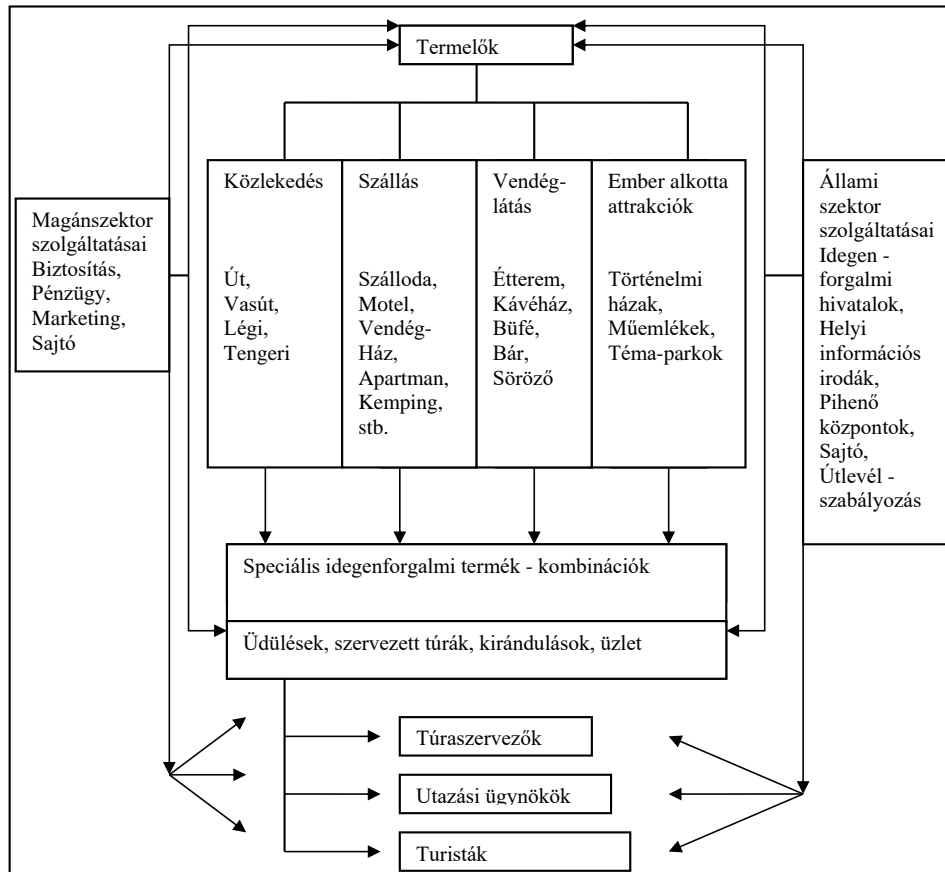 Termelők
Magánszektor
szolgáltatásai
Biztosítás,
Pénzügy,
Marketing,
Sajtó
Közlekedés
Út,
Vasút,
Légi,
Tengeri
Szállás
Szálloda,
Motel,
Vendég-
Ház,
Apartman,
Kemping,
stb.
Vendég-
látás
Étterem,
Kávéház,
Büfé,
Bár,
Söröző
Ember alkotta
attrakciók
Történelmi
házak,
Műemlékek,
Téma-parkok
Állami
szektor
szolgáltatásai
Idegen -
forgalmi
hivatalok,
Helyi
információs
irodák,
Pihenő
központok,
Sajtó,
Útlevél -
szabályozás
Speciális idegenforgalmi termék - kombinációk
Üdülések, szervezett túrák, kirándulások, üzlet
Túraszervezők
Utazási ügynökök
Turisták